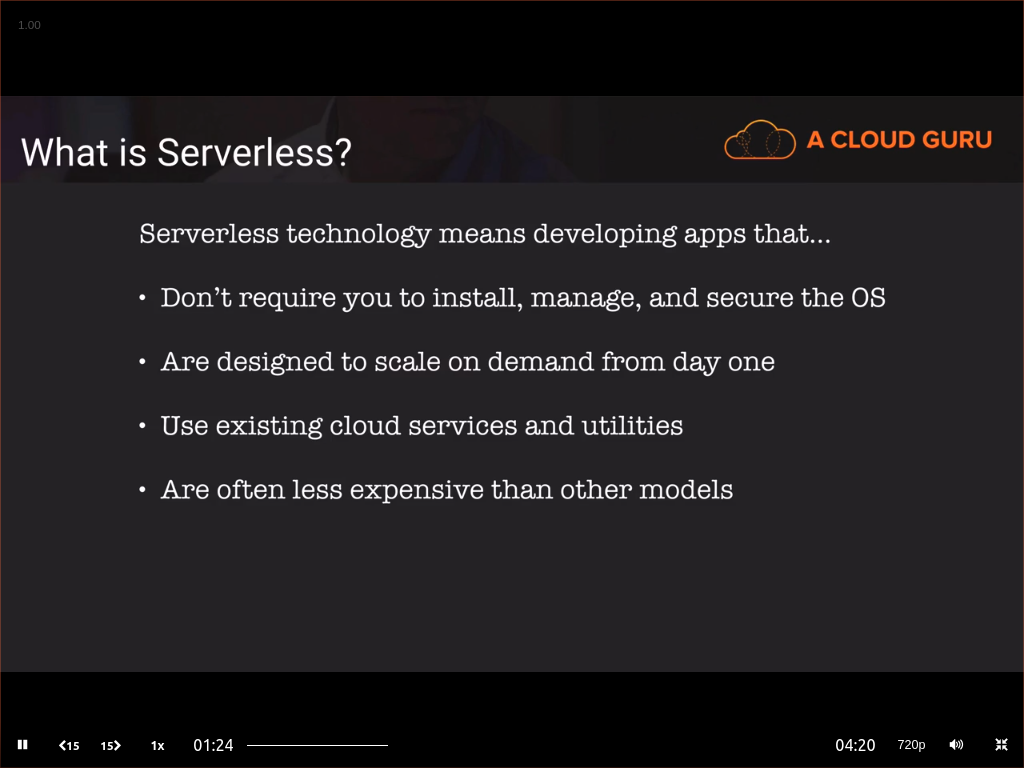 1.00
What is Serverless?
A CLOUD GURU
Serverless technology means developing apps that...
• Don’t require you to install, manage, and secure the OS
• Are designed to scale on demand from day one
• Use existing cloud services and utilities
• Are often less expensive than other models
15 15 1x 01:24 04:20 720p